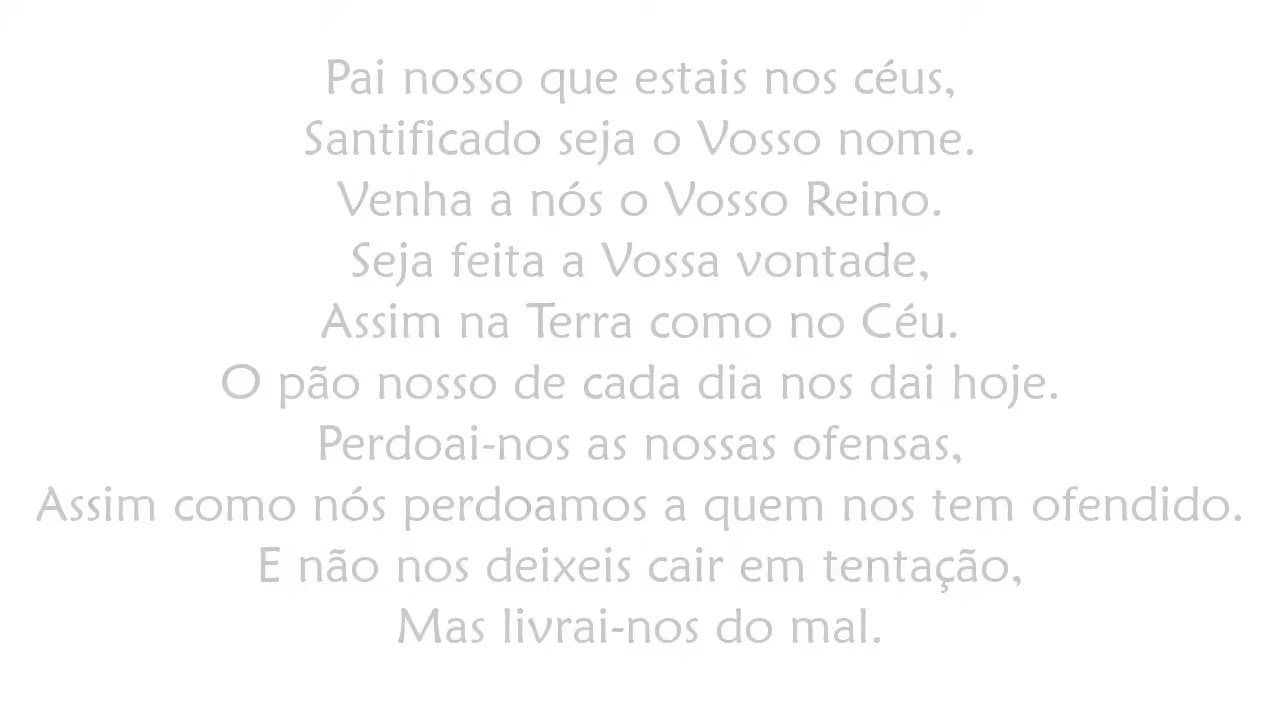 Pai nosso que estais nos céus,
Santificado seja o Vosso nome.
Venha a nós o Vosso Reino.
Seja feita a Vossa vontade,
Assim na Terra como no Céu.
O pão nosso de cada dia nos dai hoje.
Perdoai-nos as nossas ofensas,
Assim como nós perdoamos a quem nos tem ofendido.
E não nos deixeis cair em tentação,
Mas livrai-nos do mal.